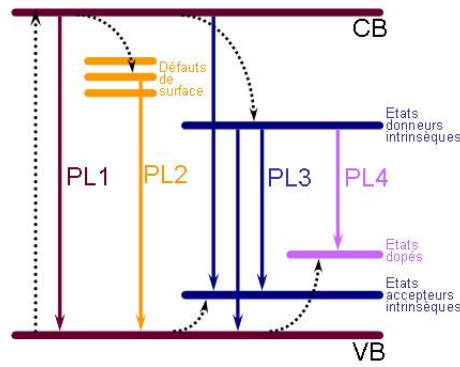 CB
Défauts
de
surface
Etats
donneurs
intrinsèques
PL1
PL2
PL3
PL4
Etats
dopés
Etats
accepteurs
intrinsèques
VB